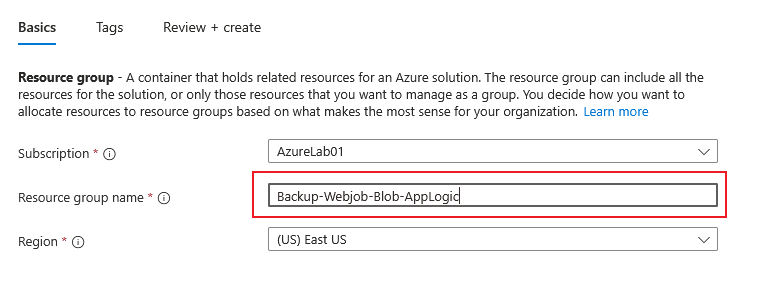 Basics Tags Review + create
Resource group - A container that holds related resources for an Azure solution. The resource group can include all the
resources for the solution, or only those resources that you want to manage as a group. You decide how you want to
allocate resources to resource groups based on what makes the most sense for your organization. Learn more
Subscription * AzureLab01
Resource group name * Backup-Webjob-Blob-AppLogic
Region * (US) East US